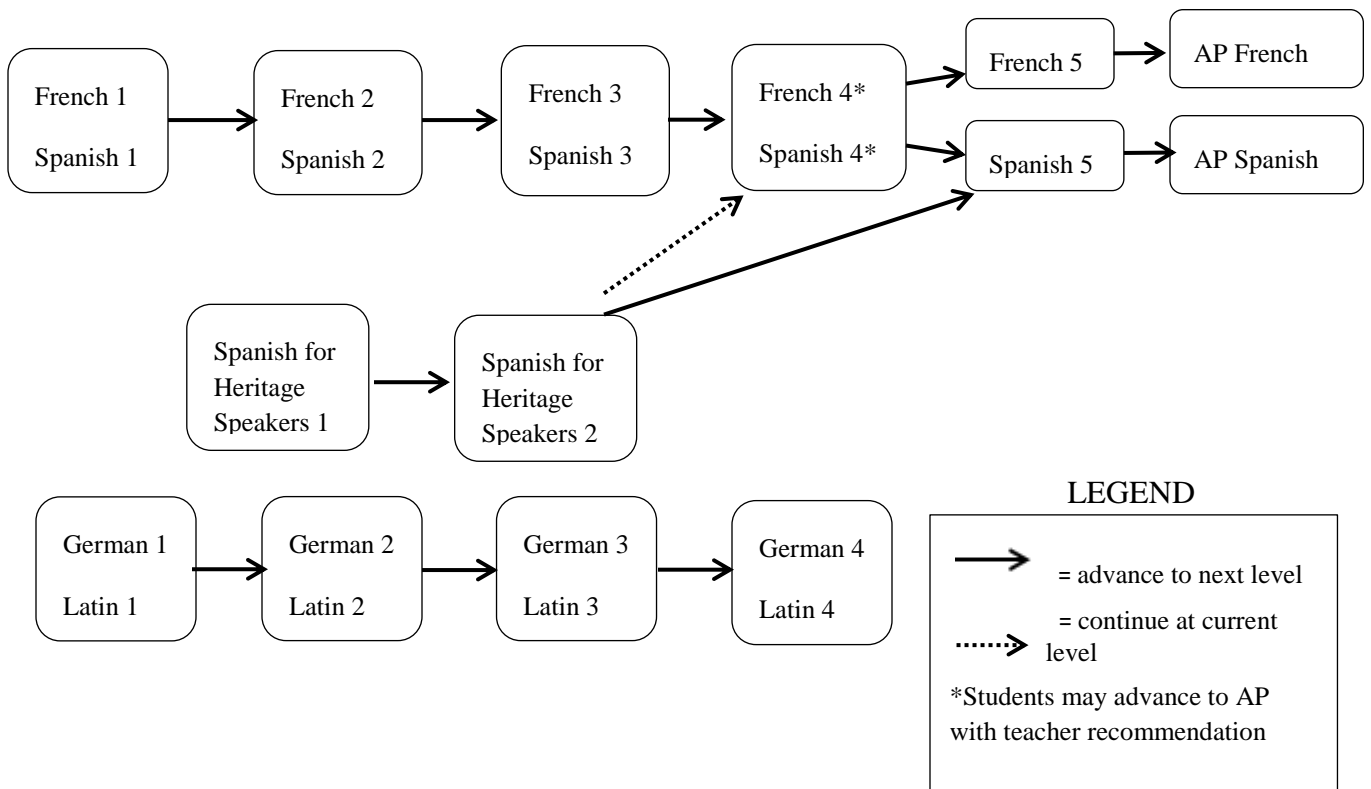 French 1
Spanish 1
French 2
Spanish 2
French 3
Spanish 3
French 4*
Spanish 4*
French 5
AP French
Spanish 5
AP Spanish
Spanish for
Heritage
Speakers 1
Spanish for
Heritage
Speakers 2
German 1
Latin 1
German 2
Latin 2
German 3
Latin 3
German 4
Latin 4
LEGEND
= advance to next level
= continue at current
level
*Students may advance to AP
with teacher recommendation